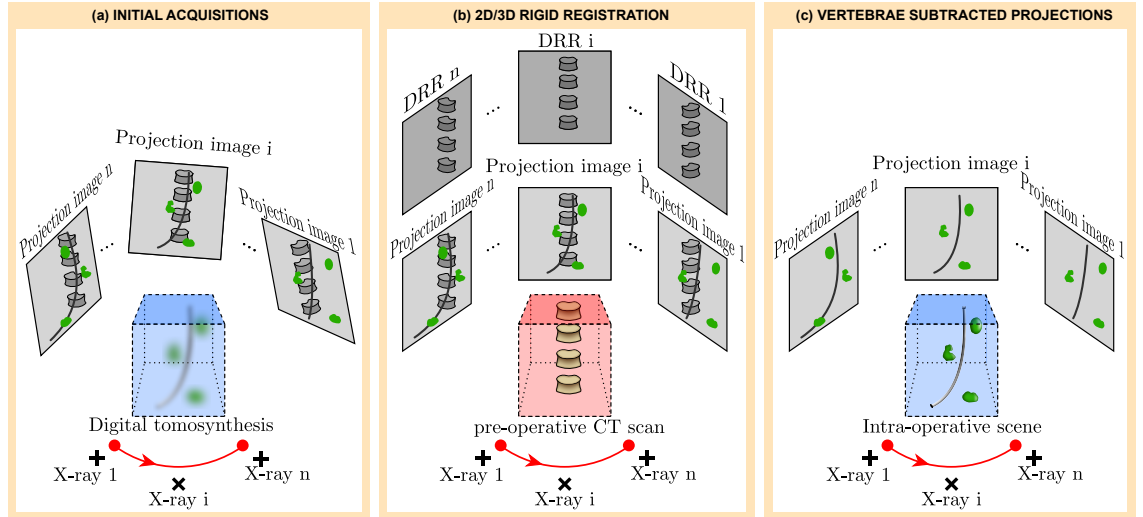 (a) INITIAL ACQUISITIONS
Projection image i
Projection image n
...
...
Projection image 1
Digital tomosynthesis
X-ray 1
X-ray n
X-ray i
(b) 2D/3D RIGID REGISTRATION
DRR i
DRR n
...
...
DRR 1
Projection image i
Projection image n
...
...
Projection image 1
pre-operative CT scan
X-ray 1
X-ray n
X-ray i
(c) VERTEBRAE SUBTRACTED PROJECTIONS
Projection image i
Projection image n
...
...
Projection image 1
Intra-operative scene
X-ray 1
X-ray n
X-ray i